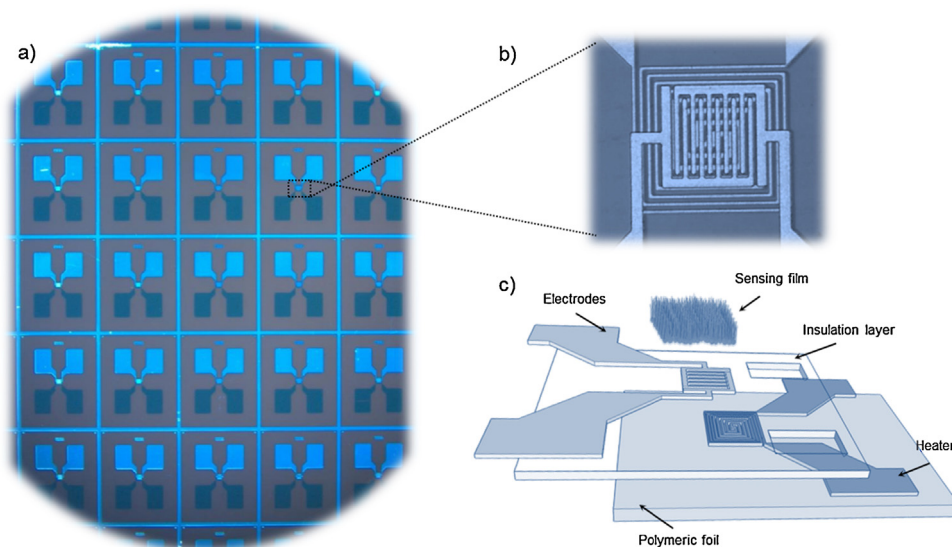 a)
b)
c)
Sensing film
Electrodes
Insulation layer
Heater
Polymeric foil